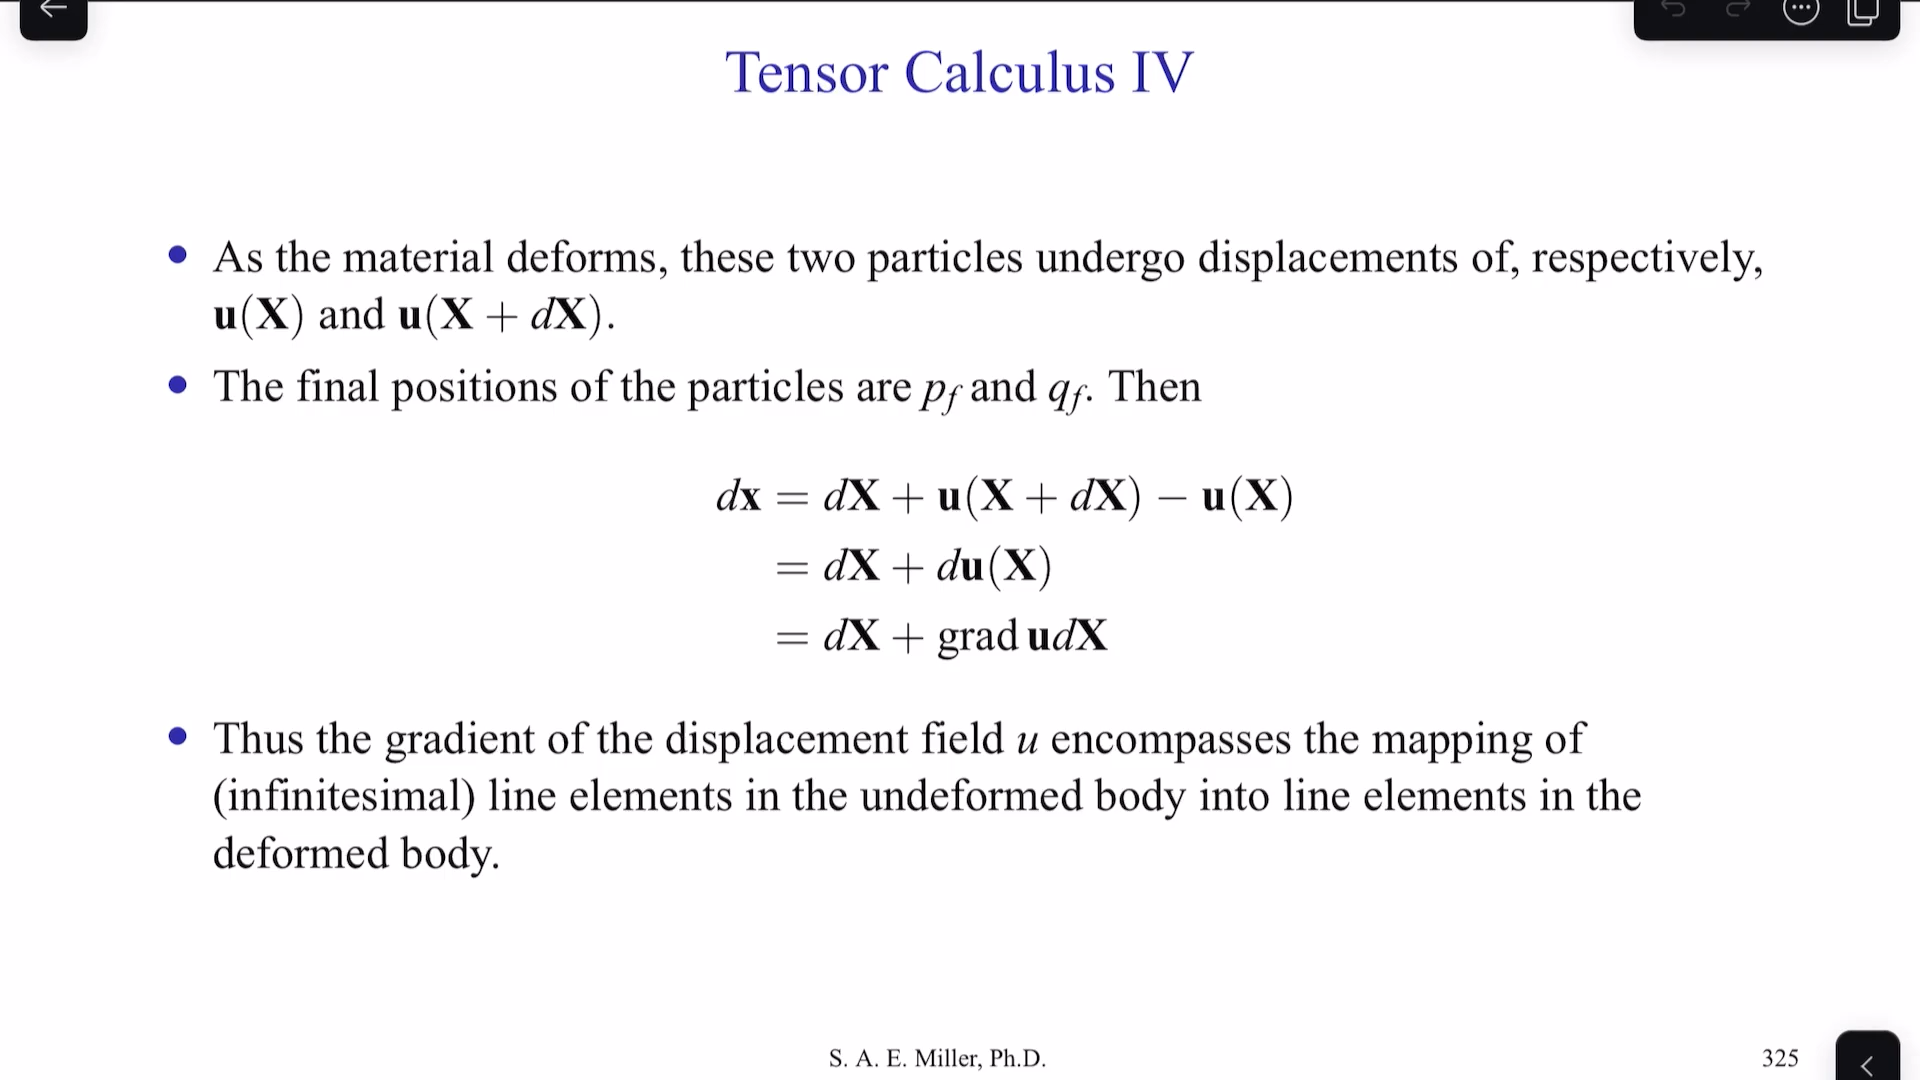 Tensor Calculus IV
• As the material deforms, these two particles undergo displacements of, respectively,
u(X) and u(X + dX).
• The final positions of the particles are p_f and q_f. Then
dx = dX + u(X + dX) − u(X)
= dX + du(X)
= dX + grad udX
• Thus the gradient of the displacement field u encompasses the mapping of
(infinitesimal) line elements in the undeformed body into line elements in the
deformed body.
S. A. E. Miller, Ph.D.
325